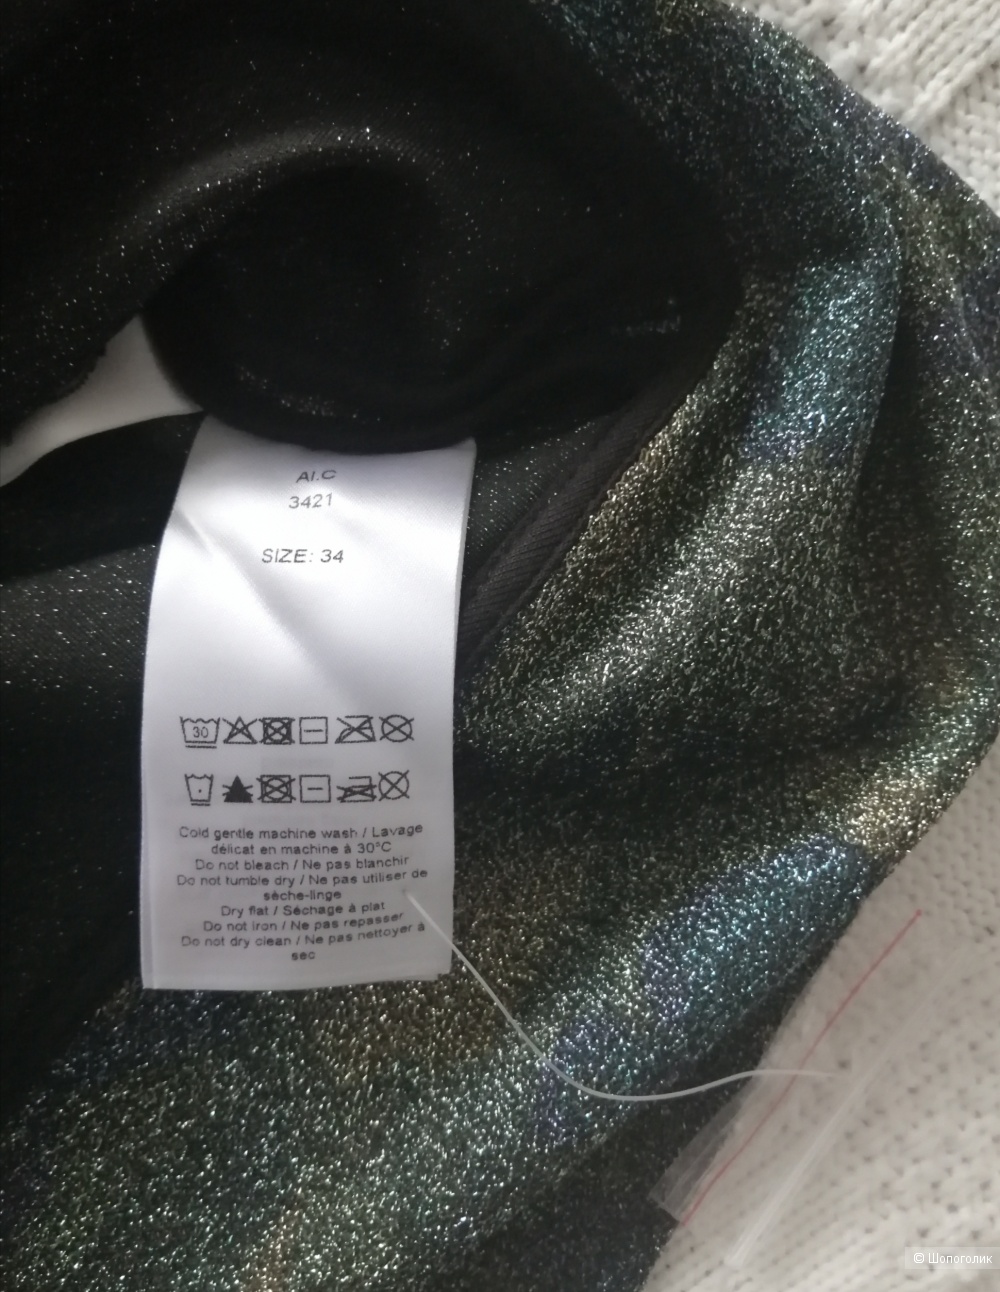 AI.C
3421
SIZE: 34
30
Cold gentle machine wash / Lavage
délicat en machine à 30°C
Do not bleach / Ne pas blanchir
Do not tumble dry / Ne pas utiliser de
sèche-linge
Dry flat / Séchage à plat
Do not iron / Ne pas repasser
Do not dry clean / Ne pas nettoyer à
sec
© Шопоголик